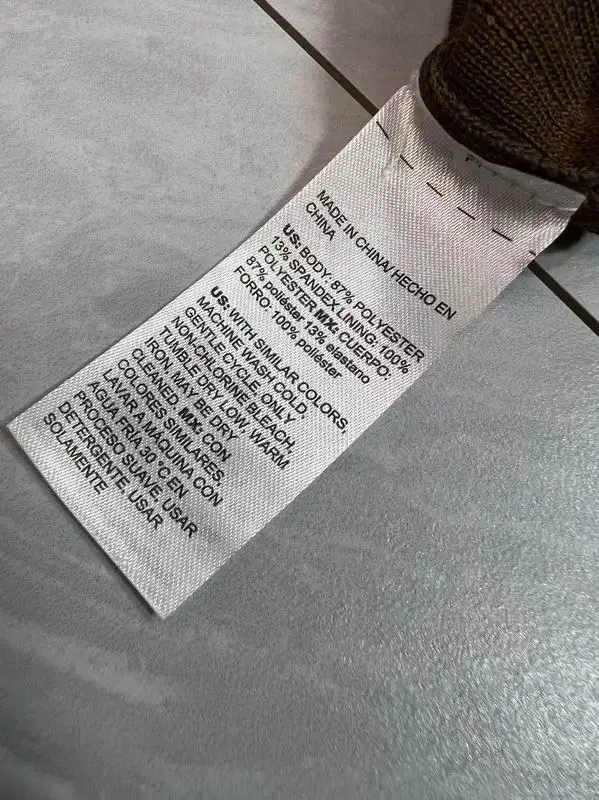 MADE IN CHINA/ HECHO EN
CHINA
US: BODY: 87% POLYESTER
13% SPANDEX LINING: 100%
POLYESTER MX: CUERPO:
87% poliéster 13% elastano
FORRO: 100% poliéster
US: WITH SIMILAR COLORS,
MACHINE WASH COLD,
GENTLE CYCLE, ONLY
NON-CHLORINE BLEACH,
TUMBLE DRY LOW, WARM
IRON, MAY BE DRY
CLEANED MX: CON
COLORES SIMILARES,
LAVAR A MÁQUINA CON
AGUA FRÍA 30 °C EN
PROCESO SUAVE, USAR
DETERGENTE, USAR
SOLAMENTE